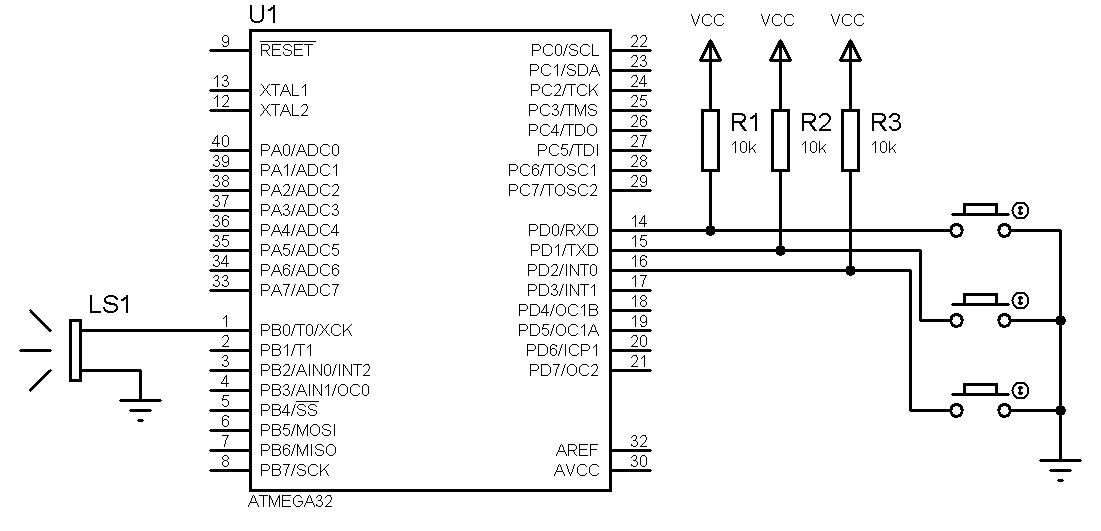 U1
9 RESET
13 XTAL1
12 XTAL2
40 PA0/ADC0
39 PA1/ADC1
38 PA2/ADC2
37 PA3/ADC3
36 PA4/ADC4
35 PA5/ADC5
34 PA6/ADC6
33 PA7/ADC7
1 PB0/T0/XCK
2 PB1/T1
3 PB2/AIN0/INT2
4 PB3/AIN1/OC0
5 PB4/SS
6 PB5/MOSI
7 PB6/MISO
8 PB7/SCK
PC0/SCL 22
PC1/SDA 23
PC2/TCK 24
PC3/TMS 25
PC4/TDO 26
PC5/TDI 27
PC6/TOSC1 28
PC7/TOSC2 29
PD0/RXD 14
PD1/TXD 15
PD2/INT0 16
PD3/INT1 17
PD4/OC1B 18
PD5/OC1A 19
PD6/ICP1 20
PD7/OC2 21
AREF 32
AVCC 30
ATMEGA32
LS1
VCC VCC VCC
R1 R2 R3
10k 10k 10k